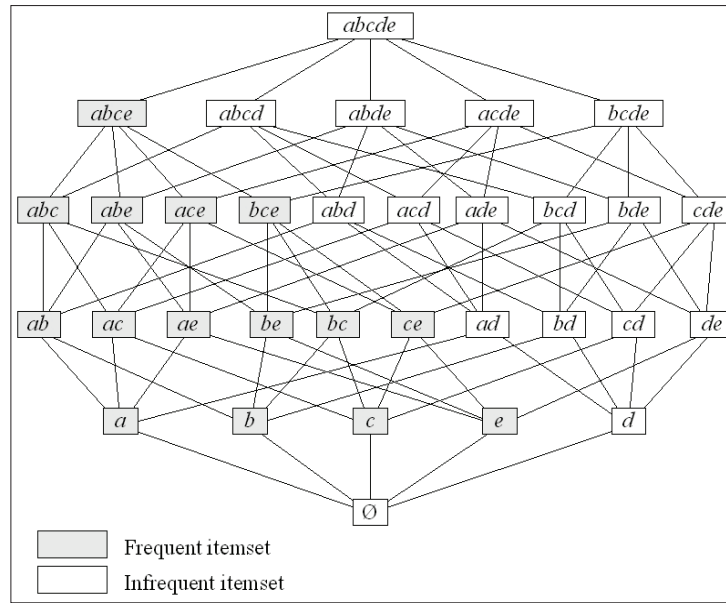 abcde
abce abcd abde acde bcde
abc abe ace bce abd acd ade bcd bde cde
ab ac ae be bc ce ad bd cd de
a b c e d
Ø
Frequent itemset
Infrequent itemset